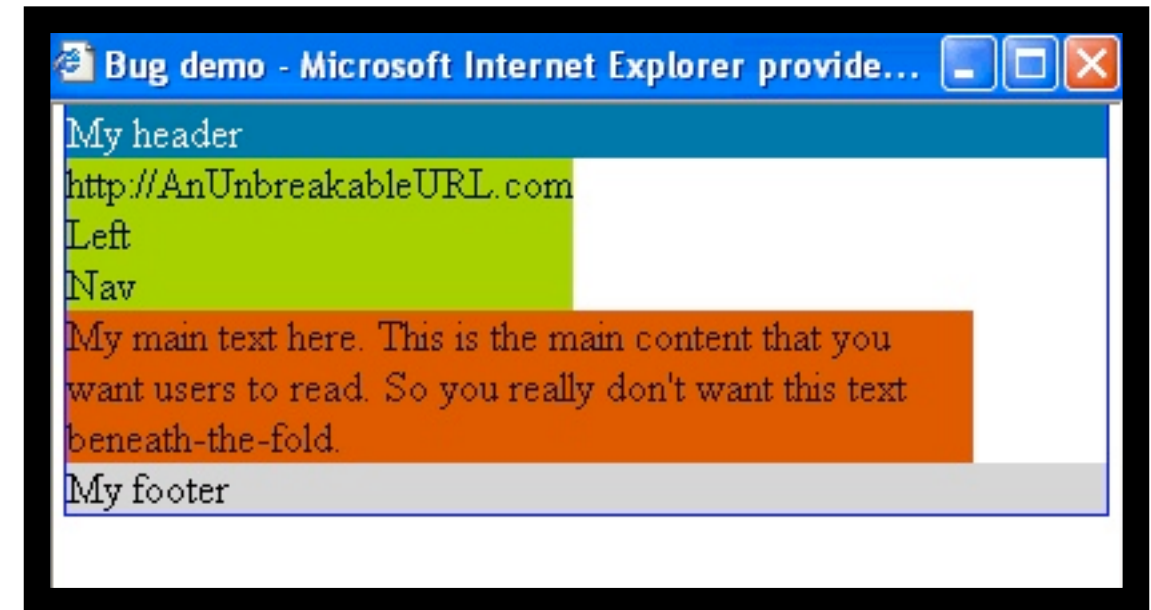 Bug demo - Microsoft Internet Explorer provide...
My header
http://AnUnbreakableURL.com
Left
Nav
My main text here. This is the main content that you
want users to read. So you really don't want this text
beneath-the-fold.
My footer